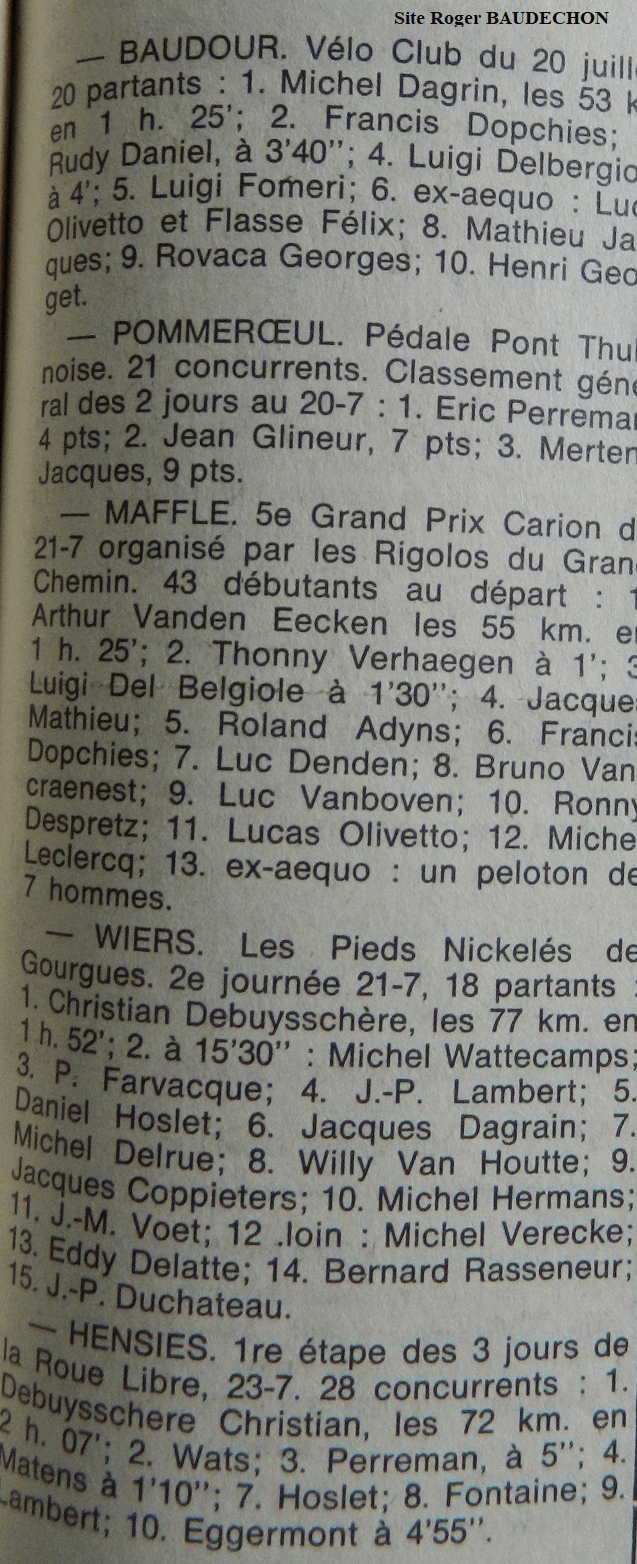 Site Roger BAUDECHON
— BAUDOUR. Vélo Club du 20 juill
20 partants : 1. Michel Dagrin, les 53 k
en 1 h. 25'; 2. Francis Dopchies;
Rudy Daniel, à 3'40''; 4. Luigi Delbergio
à 4'; 5. Luigi Fomeri; 6. ex-aequo : Luc
Olivetto et Flasse Félix; 8. Mathieu Ja
ques; 9. Rovaca Georges; 10. Henri Geo
get.
— POMMERŒUL. Pédale Pont Thul
noise. 21 concurrents. Classement géné
ral des 2 jours au 20-7 : 1. Eric Perreman
4 pts; 2. Jean Glineur, 7 pts; 3. Merten
Jacques, 9 pts.
— MAFFLE. 5e Grand Prix Carion d
21-7 organisé par les Rigolos du Gran
Chemin. 43 débutants au départ : 1
Arthur Vanden Eecken les 55 km. e
1 h. 25'; 2. Thonny Verhaegen à 1'; 3
Luigi Del Belgiole à 1'30''; 4. Jacques
Mathieu; 5. Roland Adyns; 6. Francis
Dopchies; 7. Luc Denden; 8. Bruno Van
craenest; 9. Luc Vanboven; 10. Ronny
Despretz; 11. Lucas Olivetto; 12. Miche
Leclercq; 13. ex-aequo : un peloton de
7 hommes.
— WIERS. Les Pieds Nickelés de
Gourgues. 2e journée 21-7, 18 partants :
1. Christian Debuysschère, les 77 km. en
1 h. 52'; 2. à 15'30'' : Michel Wattecamps;
3. P. Farvacque; 4. J.-P. Lambert; 5.
Daniel Hoslet; 6. Jacques Dagrain; 7.
Michel Delrue; 8. Willy Van Houtte; 9.
Jacques Coppieters; 10. Michel Hermans;
11. J.-M. Voet; 12 .loin : Michel Verecke;
13. Eddy Delatte; 14. Bernard Rasseneur;
15. J.-P. Duchateau.
— HENSIES. 1re étape des 3 jours de
la Roue Libre, 23-7. 28 concurrents : 1.
Debuysschere Christian, les 72 km. en
2 h. 07'; 2. Wats; 3. Perreman, à 5''; 4.
Matens à 1'10''; 7. Hoslet; 8. Fontaine; 9.
Lambert; 10. Eggermont à 4'55''.